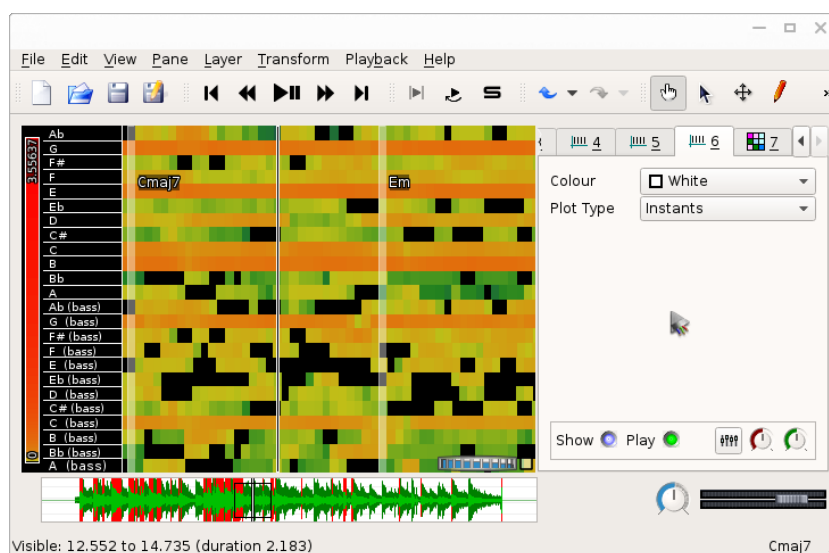 File Edit View Pane Layer Transform Playback Help
4 5 6 7
3.55637
0
Ab
G
F#
F
E
Eb
D
C#
C
B
Bb
A
Ab (bass)
G (bass)
F# (bass)
F (bass)
E (bass)
Eb (bass)
D (bass)
C# (bass)
C (bass)
B (bass)
Bb (bass)
A (bass)
Cmaj7 Em
Colour White
Plot Type Instants
Show Play
Visible: 12.552 to 14.735 (duration 2.183) Cmaj7